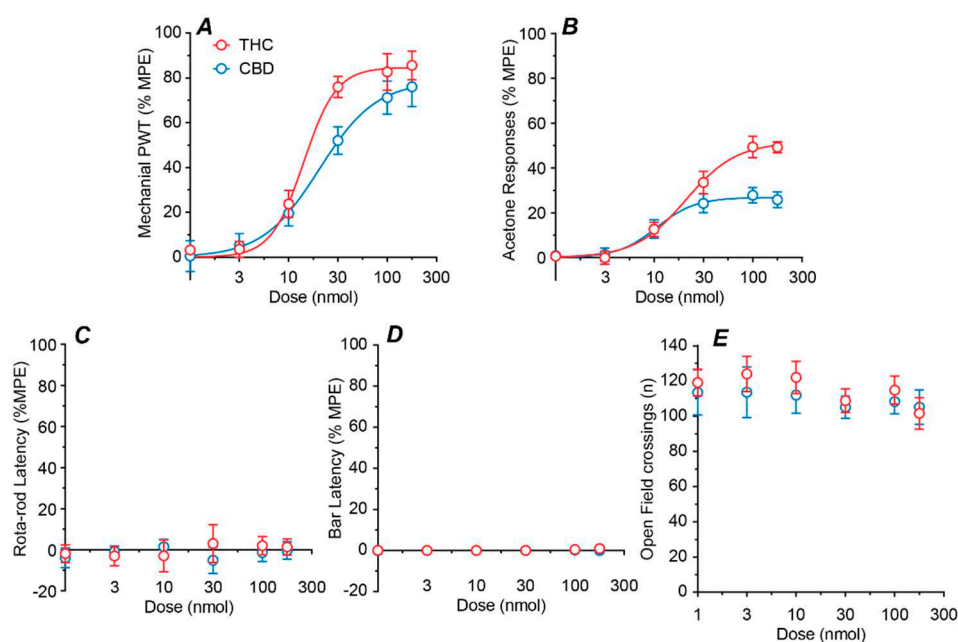 A
THC
CBD
Mechanial PWT (% MPE)
100
80
60
40
20
0
3 10 30 100 300
Dose (nmol)
B
Acetone Responses (% MPE)
100
80
60
40
20
0
3 10 30 100 300
Dose (nmol)
C
Rota-rod Latency (%MPE)
100
80
60
40
20
0
-20
3 10 30 100 300
Dose (nmol)
D
Bar Latency (% MPE)
100
80
60
40
20
0
-20
3 10 30 100 300
Dose (nmol)
E
Open Field crossings (n)
140
120
100
80
60
40
20
0
1 3 10 30 100 300
Dose (nmol)